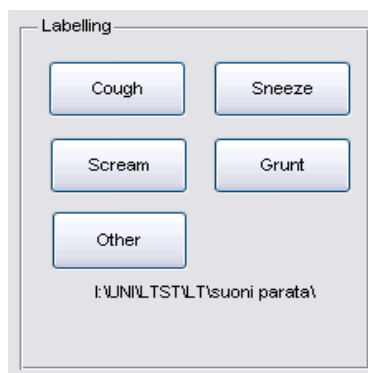 Labelling
Cough Sneeze
Scream Grunt
Other
I:\UNI\LTST\LT\suoni parata\